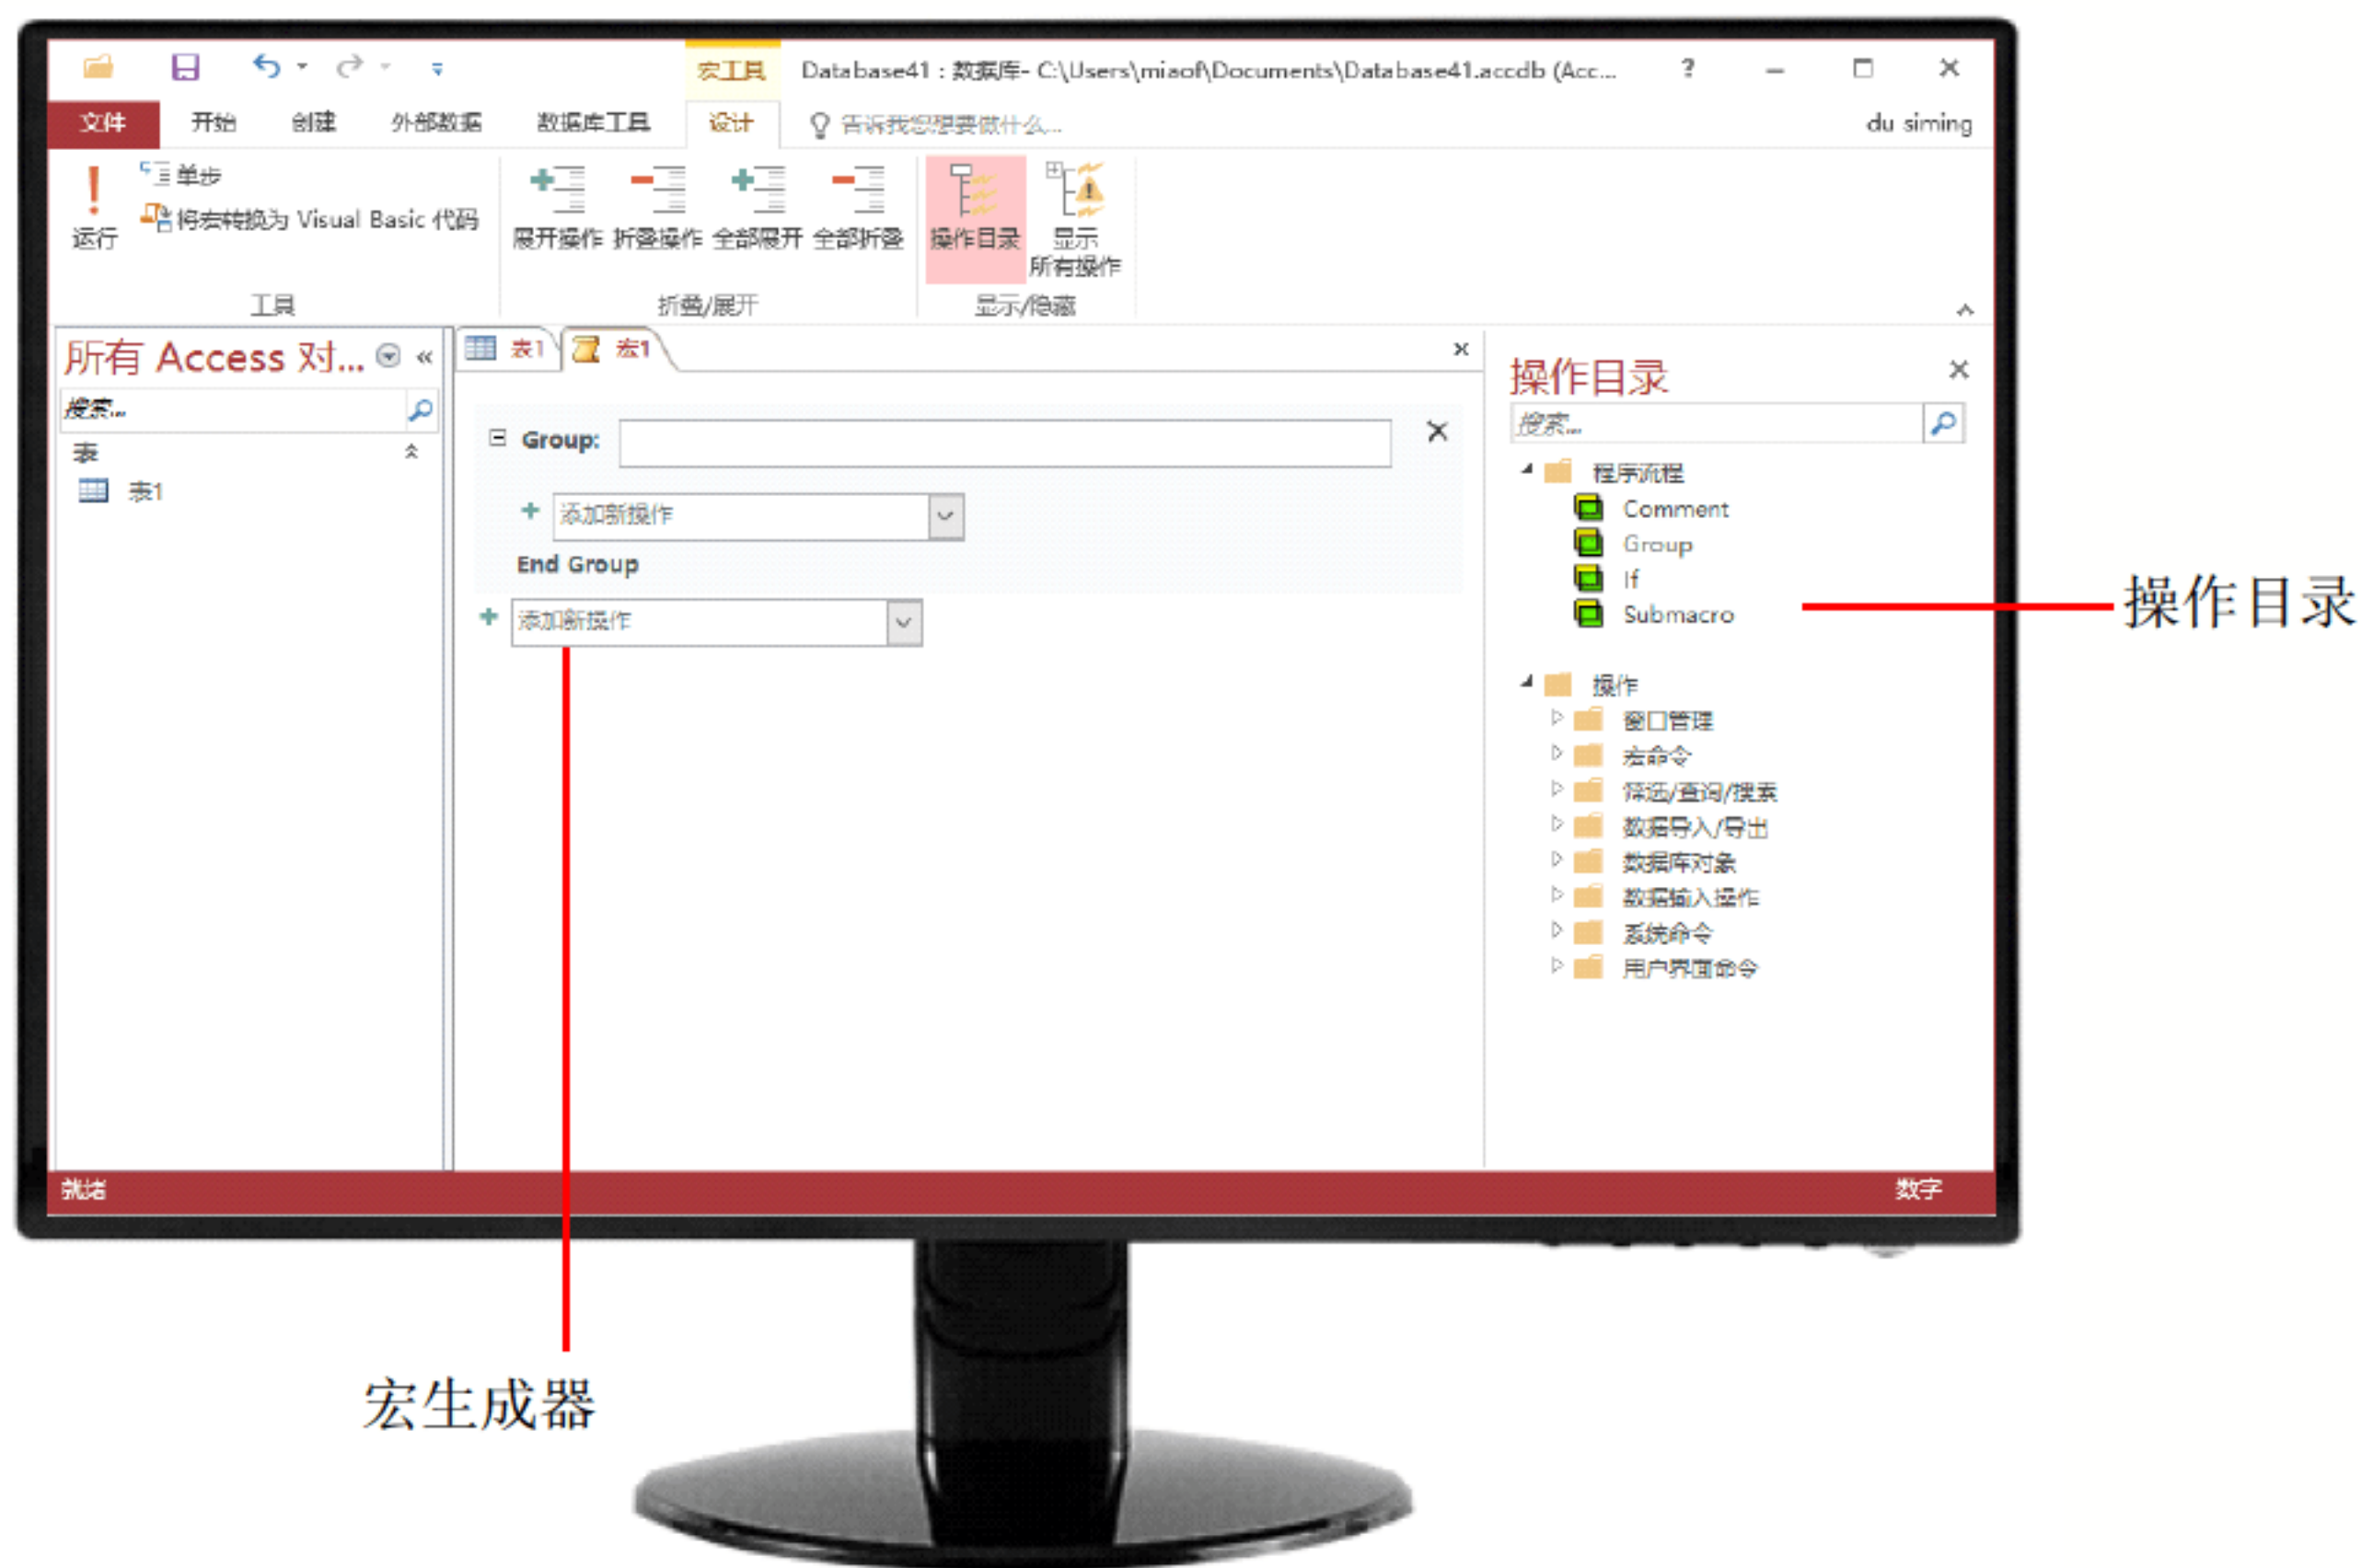 宏工具 Database41 : 数据库- C:\Users\miaof\Documents\Database41.accdb (Acc... ?
文件 开始 创建 外部数据 数据库工具 设计 告诉我您想要做什么... du siming
单步
将宏转换为 Visual Basic 代码
运行
展开操作 折叠操作 全部展开 全部折叠
操作目录 显示
所有操作
工具 折叠/展开 显示/隐藏
所有 Access 对... «
搜索...
表
表1
表1 宏1
Group:
添加新操作
End Group
添加新操作
操作目录
搜索...
程序流程
Comment
Group
If
Submacro
操作
窗口管理
宏命令
筛选/查询/搜索
数据导入/导出
数据库对象
数据输入操作
系统命令
用户界面命令
就绪 数字
操作目录
宏生成器